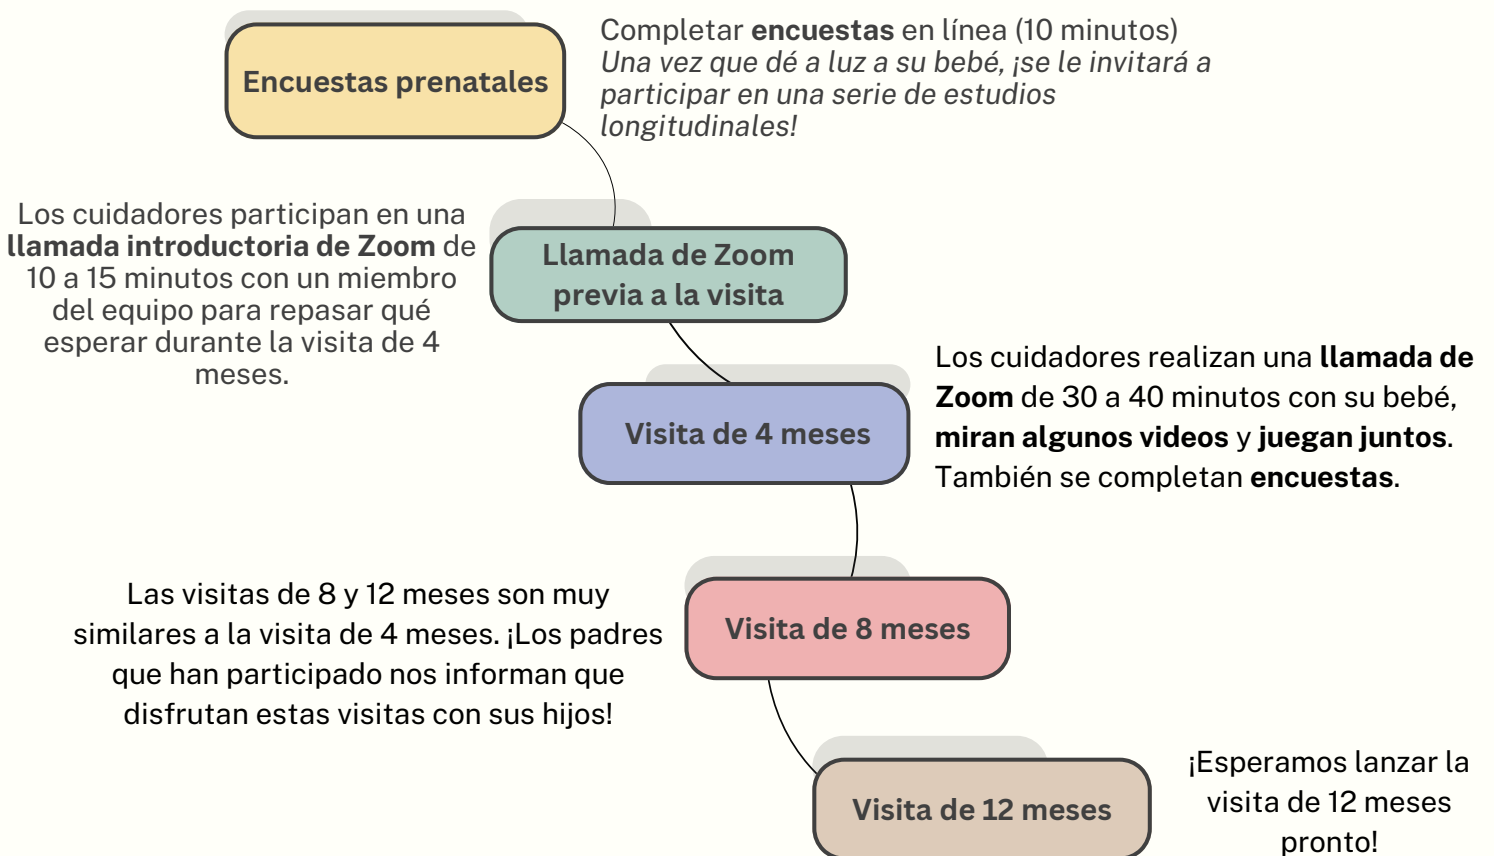 Encuestas prenatales
Completar encuestas en línea (10 minutos)
Una vez que dé a luz a su bebé, ¡se le invitará a
participar en una serie de estudios
longitudinales!
Los cuidadores participan en una
llamada introductoria de Zoom de
10 a 15 minutos con un miembro
del equipo para repasar qué
esperar durante la visita de 4
meses.
Llamada de Zoom
previa a la visita
Visita de 4 meses
Los cuidadores realizan una llamada de
Zoom de 30 a 40 minutos con su bebé,
miran algunos videos y juegan juntos.
También se completan encuestas.
Las visitas de 8 y 12 meses son muy
similares a la visita de 4 meses. ¡Los padres
que han participado nos informan que
disfrutan estas visitas con sus hijos!
Visita de 8 meses
Visita de 12 meses
¡Esperamos lanzar la
visita de 12 meses
pronto!